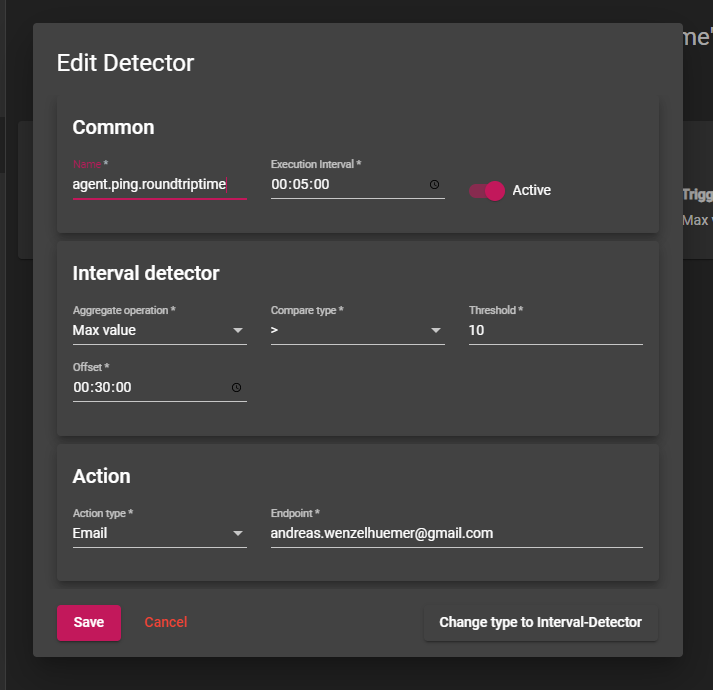 me"
Edit Detector
Common
Name *
Execution Interval *
agent.ping.roundtriptime
00:05:00
Active
Trigg
Max v
Interval detector
Aggregate operation *
Compare type *
Threshold *
Max value
>
10
Offset *
00:30:00
Action
Action type *
Endpoint *
Email
andreas.wenzelhuemer@gmail.com
Save
Cancel
Change type to Interval-Detector